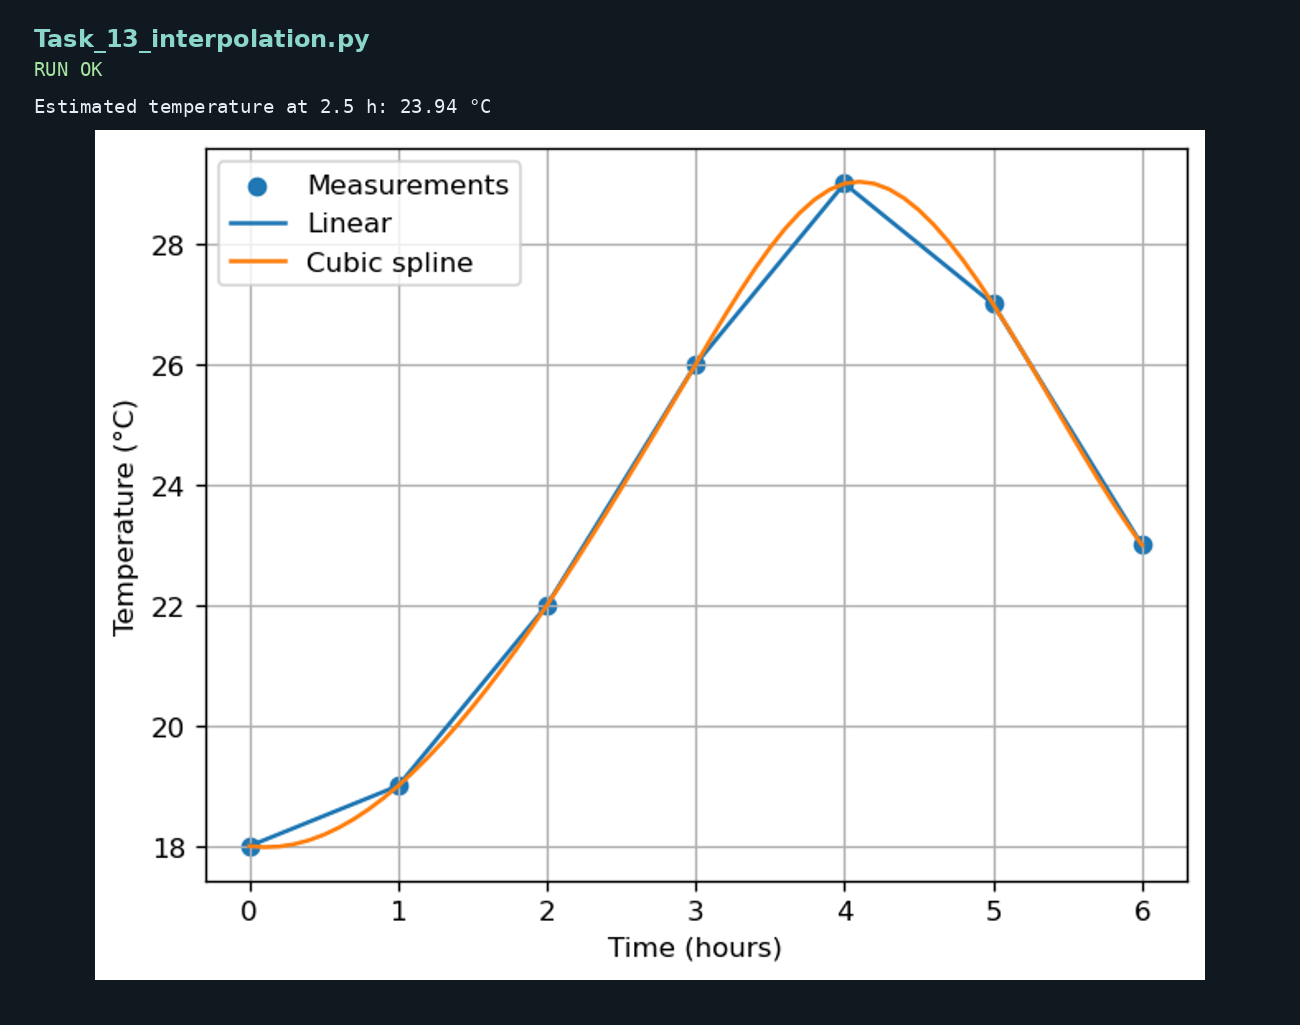 Task_13_interpolation.py
RUN OK
Estimated temperature at 2.5 h: 23.94 °C
Measurements
Linear
Cubic spline
28
26
24
22
20
18
Temperature (°C)
0 1 2 3 4 5 6
Time (hours)